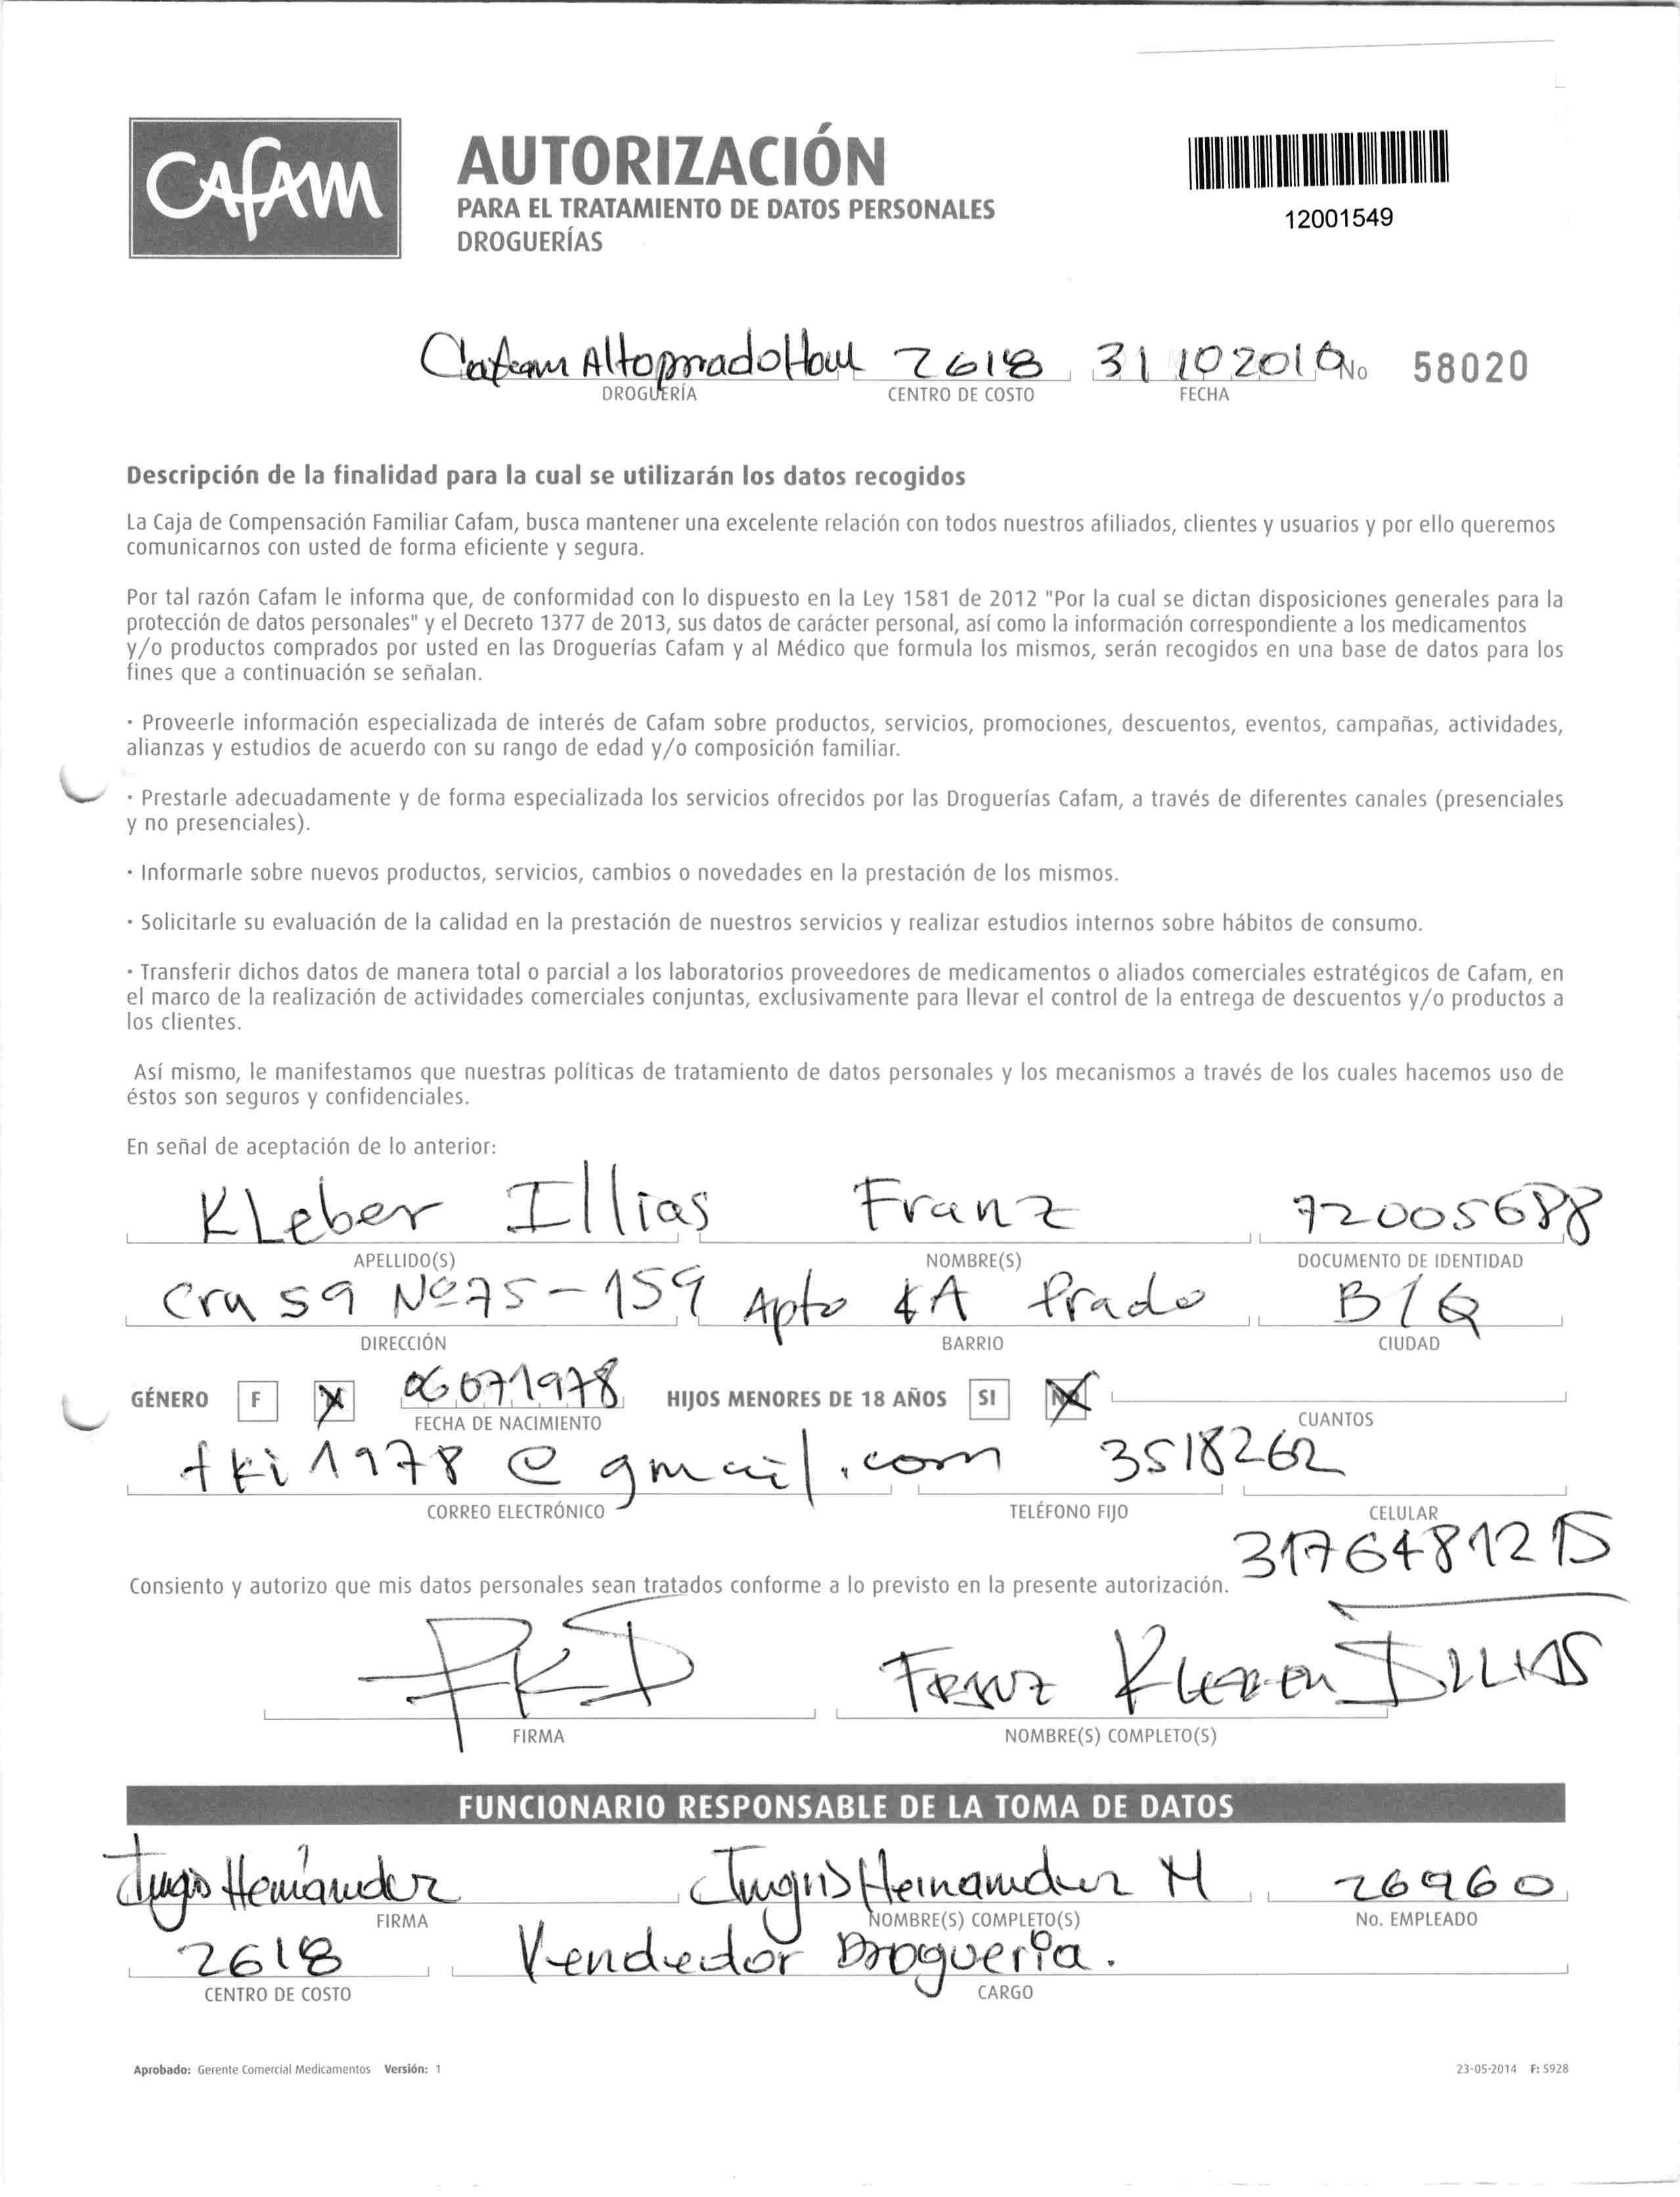 CAFAM
AUTORIZACIÓN
PARA EL TRATAMIENTO DE DATOS PERSONALES
DROGUERÍAS
12001549
Cafam Altoprado 2618 31 10 201 No 58020
DROGUERÍA CENTRO DE COSTO FECHA
Descripción de la finalidad para la cual se utilizarán los datos recogidos
La Caja de Compensación Familiar Cafam, busca mantener una excelente relación con todos nuestros afiliados, clientes y usuarios y por ello queremos
comunicarnos con usted de forma eficiente y segura.
Por tal razón Cafam le informa que, de conformidad con lo dispuesto en la Ley 1581 de 2012 "Por la cual se dictan disposiciones generales para la
protección de datos personales" y el Decreto 1377 de 2013, sus datos de carácter personal, así como la información correspondiente a los medicamentos
y/o productos comprados por usted en las Droguerías Cafam y al Médico que formula los mismos, serán recogidos en una base de datos para los
fines que a continuación se señalan.
· Proveerle información especializada de interés de Cafam sobre productos, servicios, promociones, descuentos, eventos, campañas, actividades,
alianzas y estudios de acuerdo con su rango de edad y/o composición familiar.
· Prestarle adecuadamente y de forma especializada los servicios ofrecidos por las Droguerías Cafam, a través de diferentes canales (presenciales
y no presenciales).
· Informarle sobre nuevos productos, servicios, cambios o novedades en la prestación de los mismos.
· Solicitarle su evaluación de la calidad en la prestación de nuestros servicios y realizar estudios internos sobre hábitos de consumo.
· Transferir dichos datos de manera total o parcial a los laboratorios proveedores de medicamentos o aliados comerciales estratégicos de Cafam, en
el marco de la realización de actividades comerciales conjuntas, exclusivamente para llevar el control de la entrega de descuentos y/o productos a
los clientes.
Así mismo, le manifestamos que nuestras políticas de tratamiento de datos personales y los mecanismos a través de los cuales hacemos uso de
éstos son seguros y confidenciales.
En señal de aceptación de lo anterior:
Kleber Illias Franz 72005688
APELLIDO(S) NOMBRE(S) DOCUMENTO DE IDENTIDAD
Cra 59 Nº 75-159 Apto 4A Prado B/Q
DIRECCIÓN BARRIO CIUDAD
GÉNERO F 06071978 HIJOS MENORES DE 18 AÑOS SI NO
FECHA DE NACIMIENTO CUANTOS
fki1978@gmail.com 3518262
CORREO ELECTRÓNICO TELÉFONO FIJO CELULAR
3176481215
Consiento y autorizo que mis datos personales sean tratados conforme a lo previsto en la presente autorización.
FKI Franz Kleber Illias
FIRMA NOMBRE(S) COMPLETO(S)
FUNCIONARIO RESPONSABLE DE LA TOMA DE DATOS
Hernandez Hernandez M 26960
FIRMA NOMBRE(S) COMPLETO(S) No. EMPLEADO
2618 Vendedor Droguería.
CENTRO DE COSTO CARGO
Aprobado: Gerente Comercial Medicamentos Versión: 1 23-05-2014 F: 5928